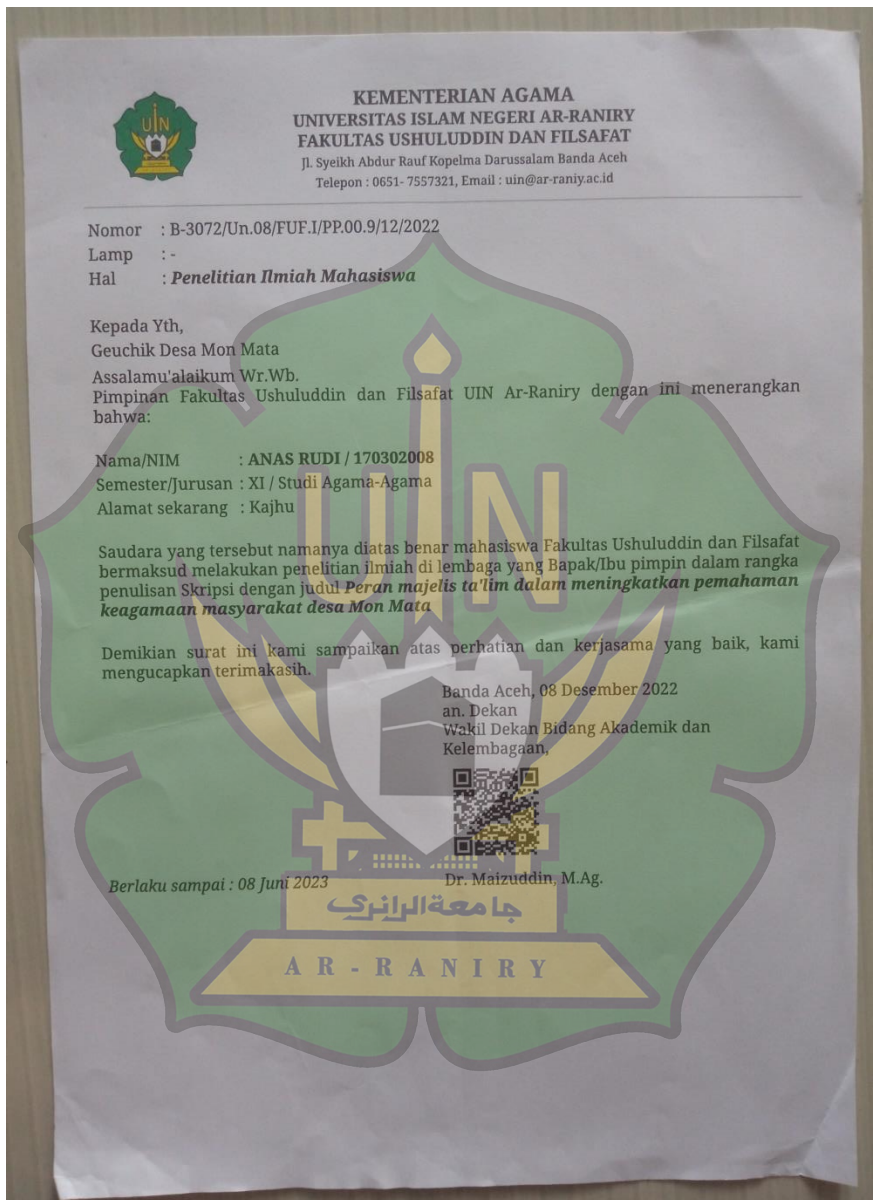 UIN
KEMENTERIAN AGAMA
UNIVERSITAS ISLAM NEGERI AR-RANIRY
FAKULTAS USHULUDDIN DAN FILSAFAT
Jl. Syeikh Abdur Rauf Kopelma Darussalam Banda Aceh
Telepon : 0651- 7557321, Email : uin@ar-raniy.ac.id
Nomor : B-3072/Un.08/FUF.I/PP.00.9/12/2022
Lamp : -
Hal : Penelitian Ilmiah Mahasiswa
Kepada Yth,
Geuchik Desa Mon Mata
Assalamu'alaikum Wr.Wb.
Pimpinan Fakultas Ushuluddin dan Filsafat UIN Ar-Raniry dengan ini menerangkan
bahwa:
Nama/NIM : ANAS RUDI / 170302008
Semester/Jurusan : XI / Studi Agama-Agama
Alamat sekarang : Kajhu
Saudara yang tersebut namanya diatas benar mahasiswa Fakultas Ushuluddin dan Filsafat
bermaksud melakukan penelitian ilmiah di lembaga yang Bapak/Ibu pimpin dalam rangka
penulisan Skripsi dengan judul Peran majelis ta'lim dalam meningkatkan pemahaman
keagamaan masyarakat desa Mon Mata
Demikian surat ini kami sampaikan atas perhatian dan kerjasama yang baik, kami
mengucapkan terimakasih.
Banda Aceh, 08 Desember 2022
an. Dekan
Wakil Dekan Bidang Akademik dan
Kelembagaan,
Berlaku sampai : 08 Juni 2023
Dr. Maizuddin, M.Ag.
UIN
جامعة الرانري
AR-RANIRY